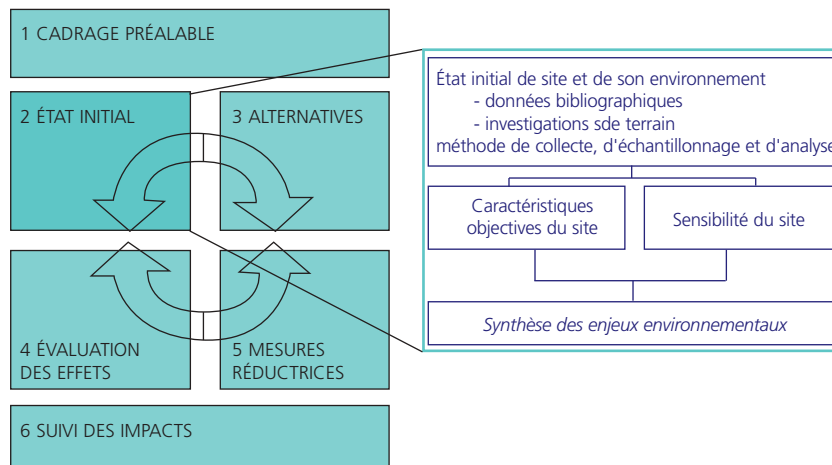 1 CADRAGE PRÉALABLE
2 ÉTAT INITIAL
3 ALTERNATIVES
4 ÉVALUATION
DES EFFETS
5 MESURES
RÉDUCTRICES
6 SUIVI DES IMPACTS
État initial de site et de son environnement
- données bibliographiques
- investigations sde terrain
méthode de collecte, d'échantillonnage et d'analyse
Caractéristiques
objectives du site
Sensibilité du site
Synthèse des enjeux environnementaux